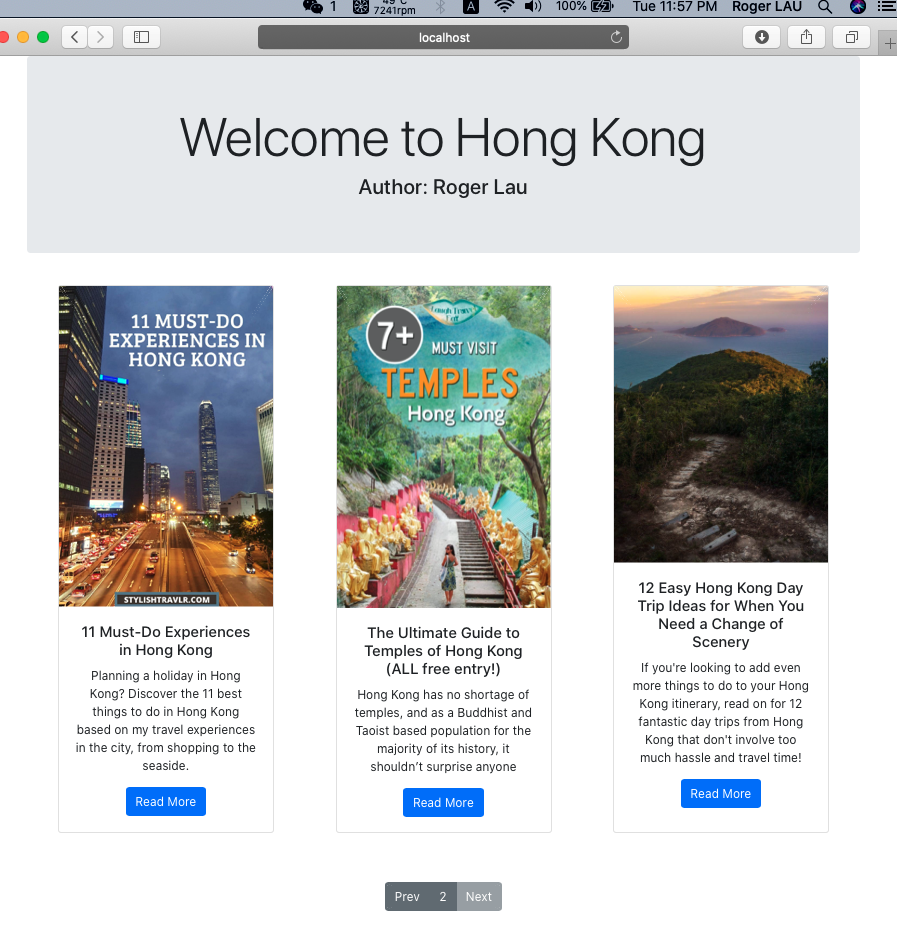 1
49°C
7241rpm
A
100%
Tue 11:57 PM
Roger LAU
localhost
Welcome to Hong Kong
Author: Roger Lau
11 MUST-DO
EXPERIENCES IN
HONG KONG
STYLISHTRAVLR.COM
11 Must-Do Experiences
in Hong Kong
Planning a holiday in Hong
Kong? Discover the 11 best
things to do in Hong Kong
based on my travel experiences
in the city, from shopping to the
seaside.
Read More
7+
MUST VISIT
TEMPLES
Hong Kong
The Ultimate Guide to
Temples of Hong Kong
(ALL free entry!)
Hong Kong has no shortage of
temples, and as a Buddhist and
Taoist based population for the
majority of its history, it
shouldn’t surprise anyone
Read More
12 Easy Hong Kong Day
Trip Ideas for When You
Need a Change of
Scenery
If you're looking to add even
more things to do to your Hong
Kong itinerary, read on for 12
fantastic day trips from Hong
Kong that don't involve too
much hassle and travel time!
Read More
Prev 2 Next